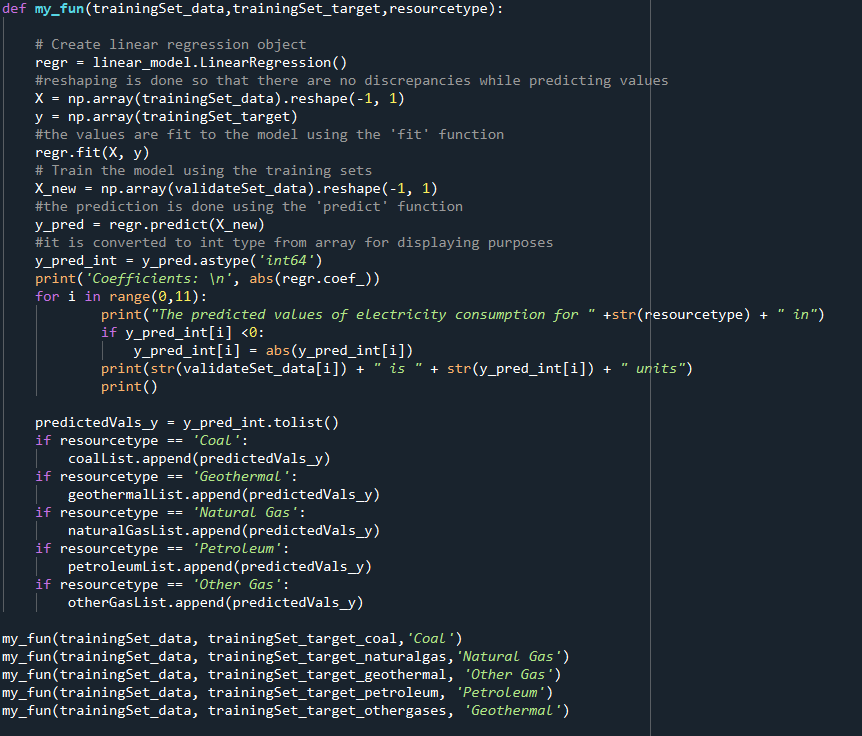 def my_fun(trainingSet_data,trainingSet_target,resourcetype):
# Create linear regression object
regr = linear_model.LinearRegression()
#reshaping is done so that there are no discrepancies while predicting values
X = np.array(trainingSet_data).reshape(-1, 1)
y = np.array(trainingSet_target)
#the values are fit to the model using the 'fit' function
regr.fit(X, y)
# Train the model using the training sets
X_new = np.array(validateSet_data).reshape(-1, 1)
#the prediction is done using the 'predict' function
y_pred = regr.predict(X_new)
#it is converted to int type from array for displaying purposes
y_pred_int = y_pred.astype('int64')
print('Coefficients: \n', abs(regr.coef_))
for i in range(0,11):
print("The predicted values of electricity consumption for " +str(resourcetype) + " in")
if y_pred_int[i] <0:
y_pred_int[i] = abs(y_pred_int[i])
print(str(validateSet_data[i]) + " is " + str(y_pred_int[i]) + " units")
print()
predictedVals_y = y_pred_int.tolist()
if resourcetype == 'Coal':
coalList.append(predictedVals_y)
if resourcetype == 'Geothermal':
geothermalList.append(predictedVals_y)
if resourcetype == 'Natural Gas':
naturalGasList.append(predictedVals_y)
if resourcetype == 'Petroleum':
petroleumList.append(predictedVals_y)
if resourcetype == 'Other Gas':
otherGasList.append(predictedVals_y)
my_fun(trainingSet_data, trainingSet_target_coal,'Coal')
my_fun(trainingSet_data, trainingSet_target_naturalgas,'Natural Gas')
my_fun(trainingSet_data, trainingSet_target_geothermal, 'Other Gas')
my_fun(trainingSet_data, trainingSet_target_petroleum, 'Petroleum')
my_fun(trainingSet_data, trainingSet_target_othergases, 'Geothermal')